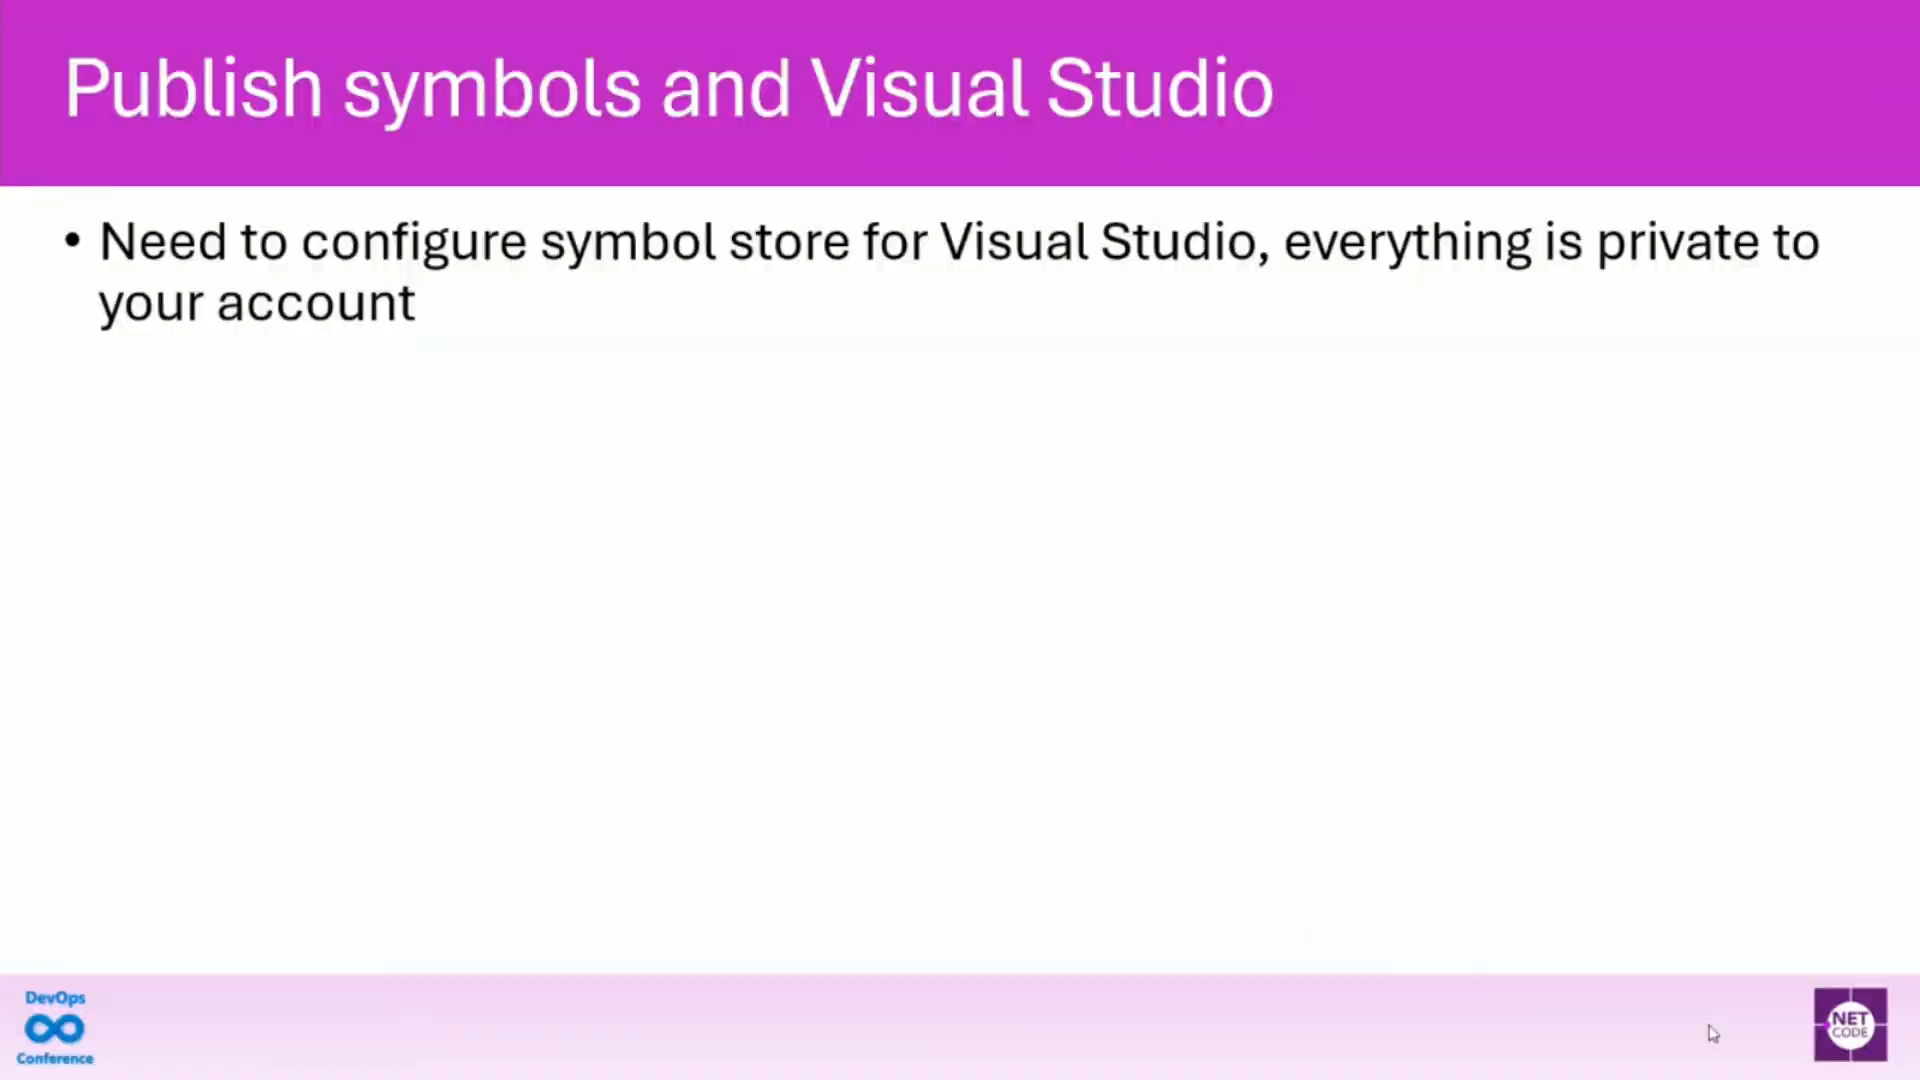 Publish symbols and Visual Studio
• Need to configure symbol store for Visual Studio, everything is private to
your account
DevOps
Conference
NET
CODE